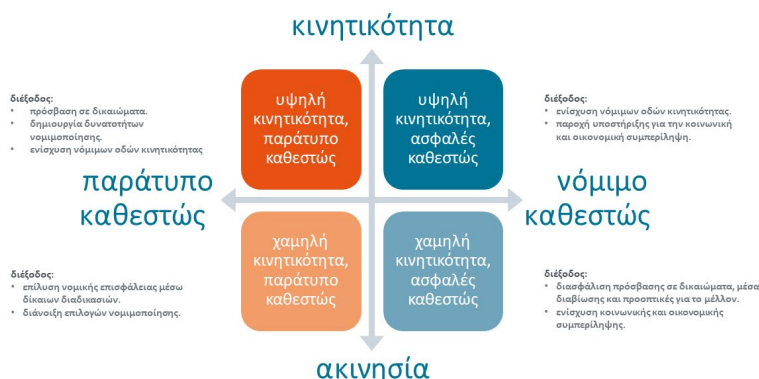 κινητικότητα
διέξοδος:
• πρόσβαση σε δικαιώματα.
• δημιουργία δυνατοτήτων
νομιμοποίησης.
• ενίσχυση νόμιμων οδών κινητικότητας
υψηλή
κινητικότητα,
παράτυπο
καθεστώς
υψηλή
κινητικότητα,
ασφαλές
καθεστώς
διέξοδος:
• ενίσχυση νόμιμων οδών κινητικότητας.
• παροχή υποστήριξης για την κοινωνική
και οικονομική συμπερίληψη.
παράτυπο
καθεστώς
νόμιμο
καθεστώς
διέξοδος:
• επίλυση νομικής επισφάλειας μέσω
δίκαιων διαδικασιών.
• διάνοιξη επιλογών νομιμοποίησης.
χαμηλή
κινητικότητα,
παράτυπο
καθεστώς
χαμηλή
κινητικότητα,
ασφαλές
καθεστώς
διέξοδος:
• διασφάλιση πρόσβασης σε δικαιώματα, μέσα
διαβίωσης και προοπτικές για το μέλλον.
• ενίσχυση κοινωνικής και οικονομικής
συμπερίληψης.
ακινησία